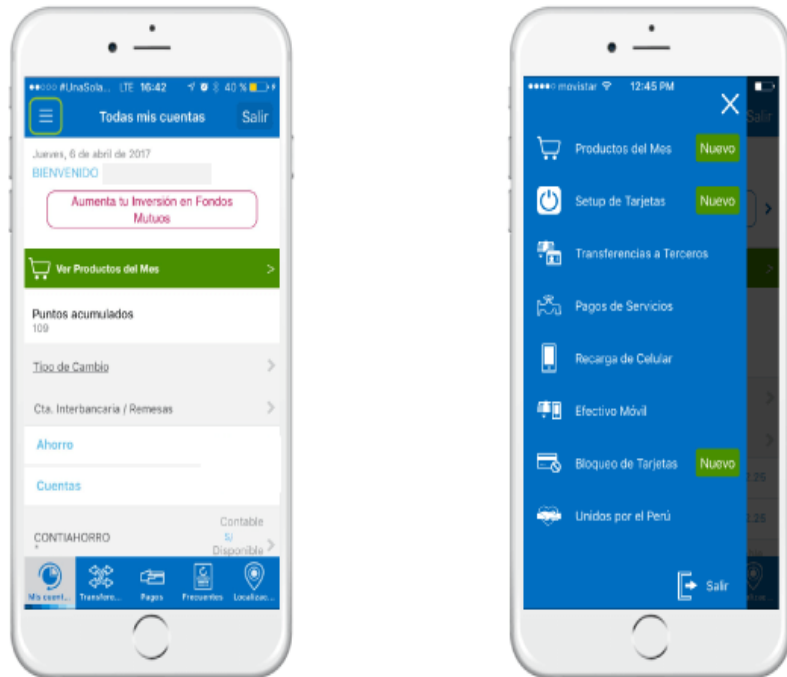 #UnaSola.. LTE 16:42 40 %
Todas mis cuentas Salir
Jueves, 6 de abril de 2017
BIENVENIDO
Aumenta tu Inversión en Fondos
Mutuos
Ver Productos del Mes >
Puntos acumulados
109
Tipo de Cambio
Cta. Interbancaria / Remesas
Ahorro
Cuentas
Contable
CONTIAHORRO
S/
*
Disponible
Mis cuent... Transfere... Pagos Frecuentes Localizac...
movistar 12:45 PM
Salir
Productos del Mes Nuevo
Setup de Tarjetas Nuevo
Transferencias a Terceros
Pagos de Servicios
Recarga de Celular
Efectivo Móvil
Bloqueo de Tarjetas Nuevo
Unidos por el Perú
Salir